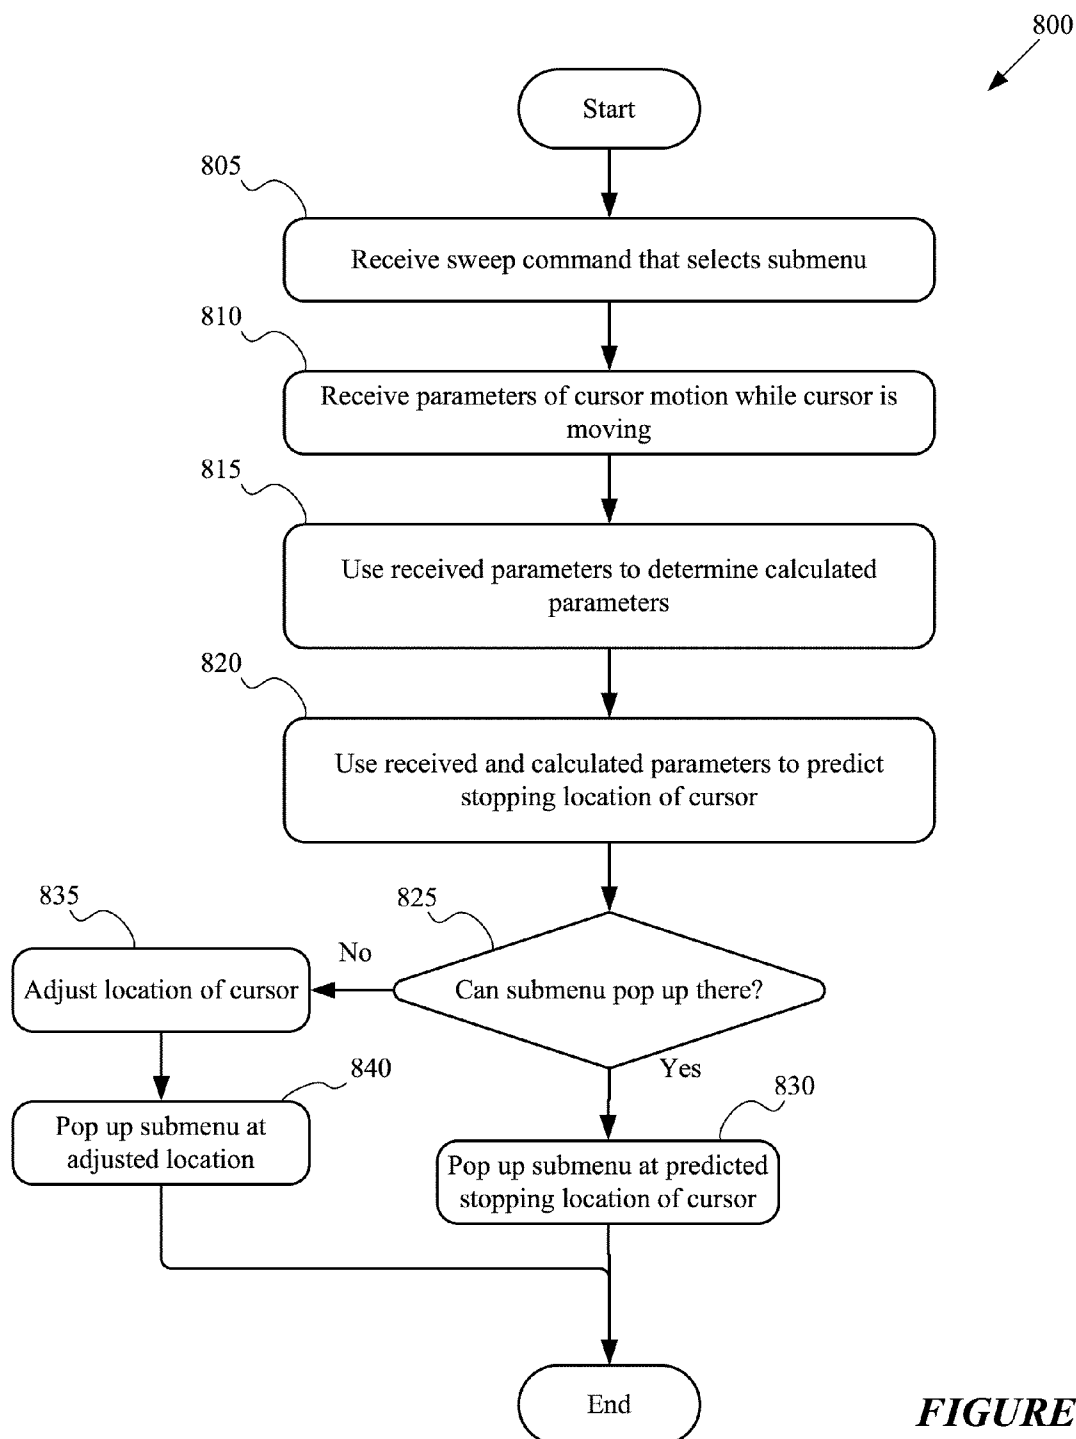 800
Start
805
Receive sweep command that selects submenu
810
Receive parameters of cursor motion while cursor is
moving
815
Use received parameters to determine calculated
parameters
820
Use received and calculated parameters to predict
stopping location of cursor
835
825
No
Adjust location of cursor
Can submenu pop up there?
Yes
840
Pop up submenu at
adjusted location
830
Pop up submenu at predicted
stopping location of cursor
End
FIGURE